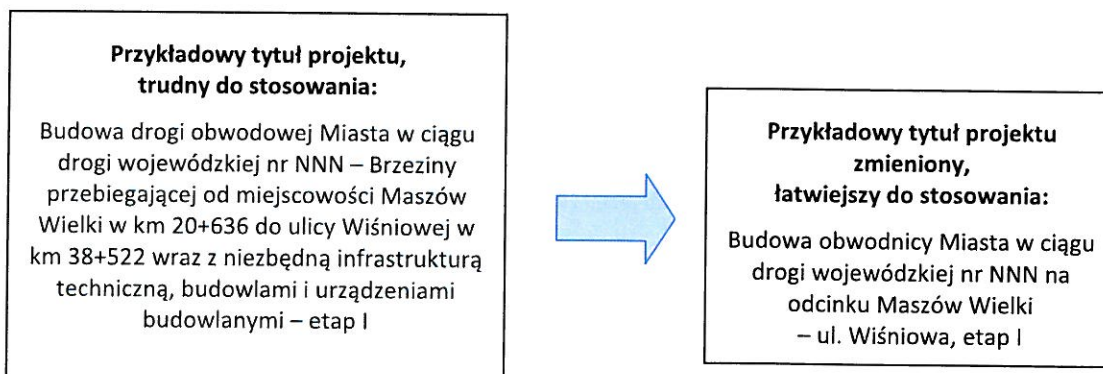 Przykładowy tytuł projektu,
trudny do stosowania:
Budowa drogi obwodowej Miasta w ciągu
drogi wojewódzkiej nr NNN – Brzeziny
przebiegającej od miejscowości Maszów
Wielki w km 20+636 do ulicy Wiśniowej w
km 38+522 wraz z niezbędną infrastrukturą
techniczną, budowlami i urządzeniami
budowlanymi – etap I
Przykładowy tytuł projektu
zmieniony,
łatwiejszy do stosowania:
Budowa obwodnicy Miasta w ciągu
drogi wojewódzkiej nr NNN na
odcinku Maszów Wielki
– ul. Wiśniowa, etap I